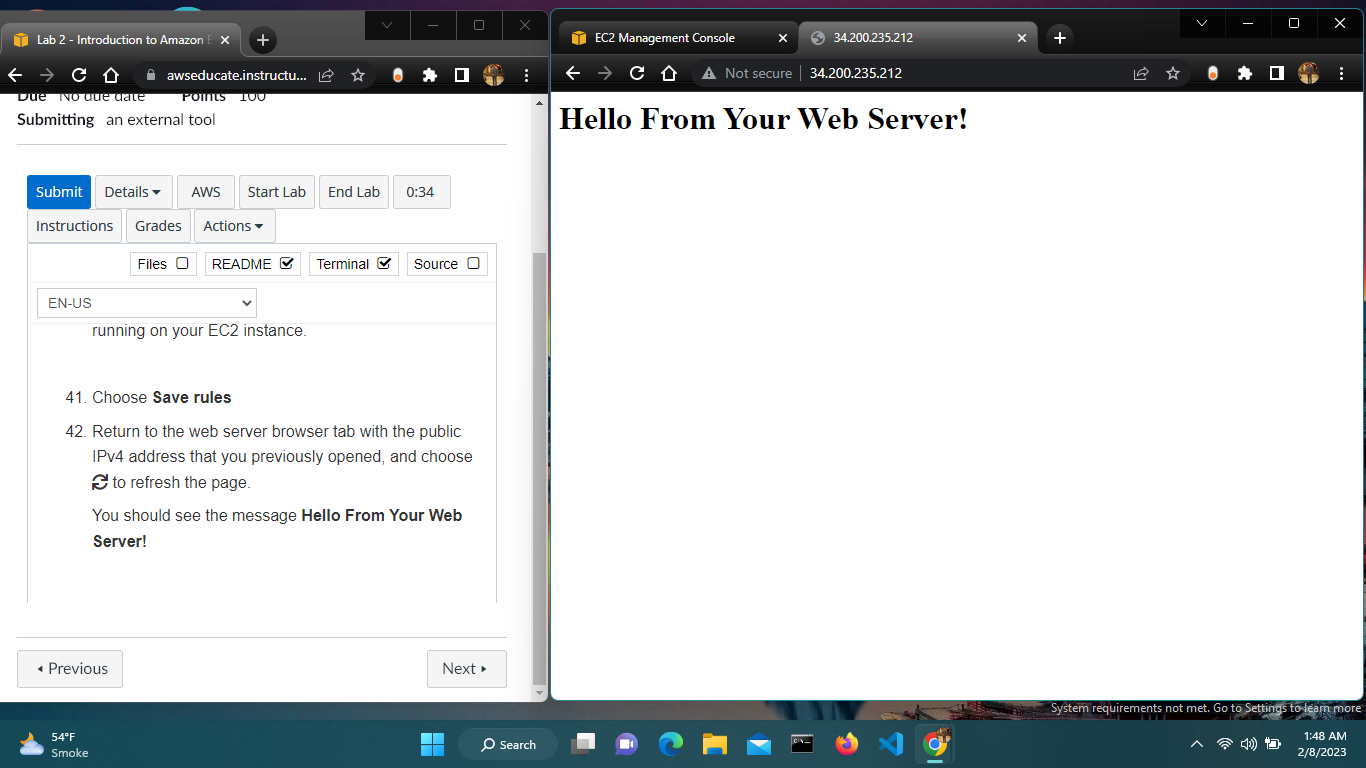 Lab 2 - Introduction to Amazon E
awseducate.instructu...
Due No due date Points 100
Submitting an external tool
Submit Details AWS Start Lab End Lab 0:34
Instructions Grades Actions
Files README Terminal Source
EN-US
running on your EC2 instance.
41. Choose Save rules
42. Return to the web server browser tab with the public
IPv4 address that you previously opened, and choose
to refresh the page.
You should see the message Hello From Your Web
Server!
Previous Next
EC2 Management Console 34.200.235.212
Not secure 34.200.235.212
Hello From Your Web Server!
System requirements not met. Go to Settings to learn more
54°F
Smoke
Search
1:48 AM
2/8/2023